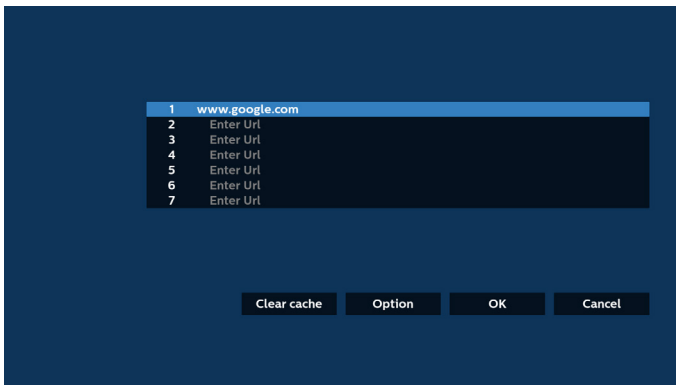 1 www.google.com
2 Enter Url
3 Enter Url
4 Enter Url
5 Enter Url
6 Enter Url
7 Enter Url
Clear cache Option OK Cancel